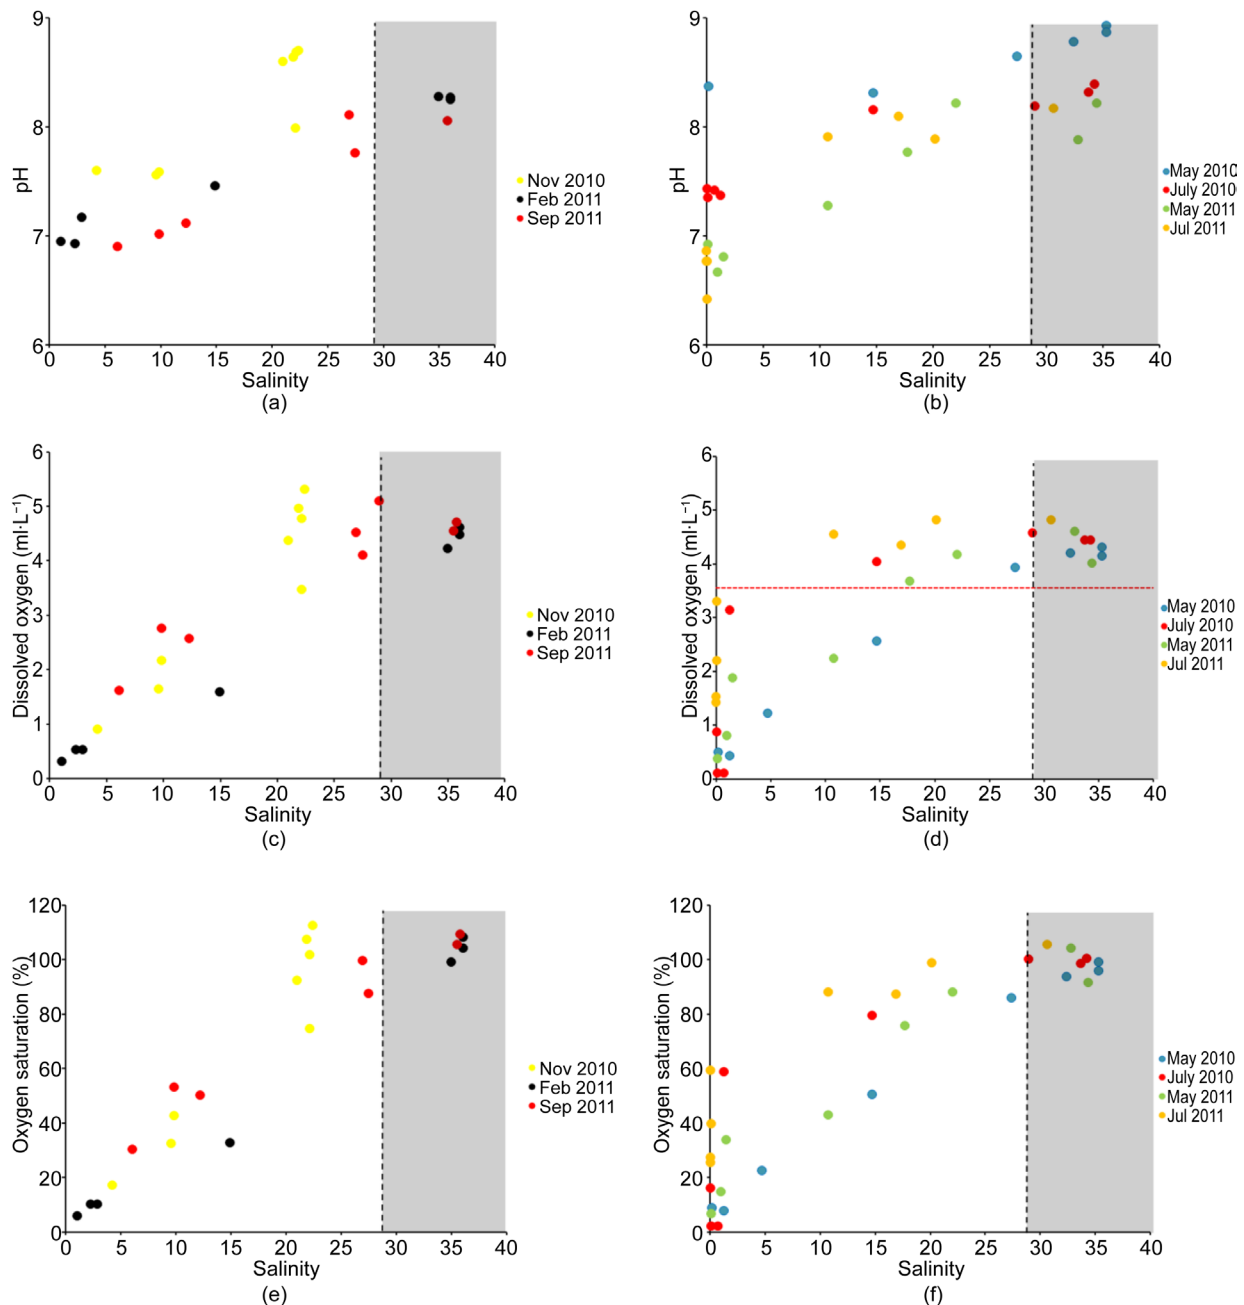 9
8
7
6
pH
0 5 10 15 20 25 30 35 40
Salinity
(a)
Nov 2010
Feb 2011
Sep 2011
9
8
7
6
pH
0 5 10 15 20 25 30 35 40
Salinity
(b)
May 2010
July 2010
May 2011
Jul 2011
6
5
4
3
2
1
0
Dissolved oxygen (ml·L⁻¹)
0 5 10 15 20 25 30 35 40
Salinity
(c)
Nov 2010
Feb 2011
Sep 2011
6
5
4
3
2
1
0
Dissolved oxygen (ml·L⁻¹)
0 5 10 15 20 25 30 35 40
Salinity
(d)
May 2010
July 2010
May 2011
Jul 2011
120
100
80
60
40
20
0
Oxygen saturation (%)
0 5 10 15 20 25 30 35 40
Salinity
(e)
Nov 2010
Feb 2011
Sep 2011
120
100
80
60
40
20
0
Oxygen saturation (%)
0 5 10 15 20 25 30 35 40
Salinity
(f)
May 2010
July 2010
May 2011
Jul 2011